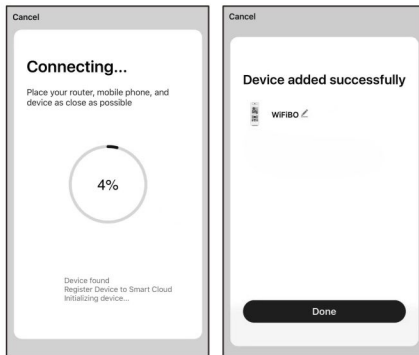 Cancel
Connecting...
Place your router, mobile phone, and
device as close as possible
4%
Device found
Register Device to Smart Cloud
Initializing device...
Cancel
Device added successfully
WiFiBO
Done